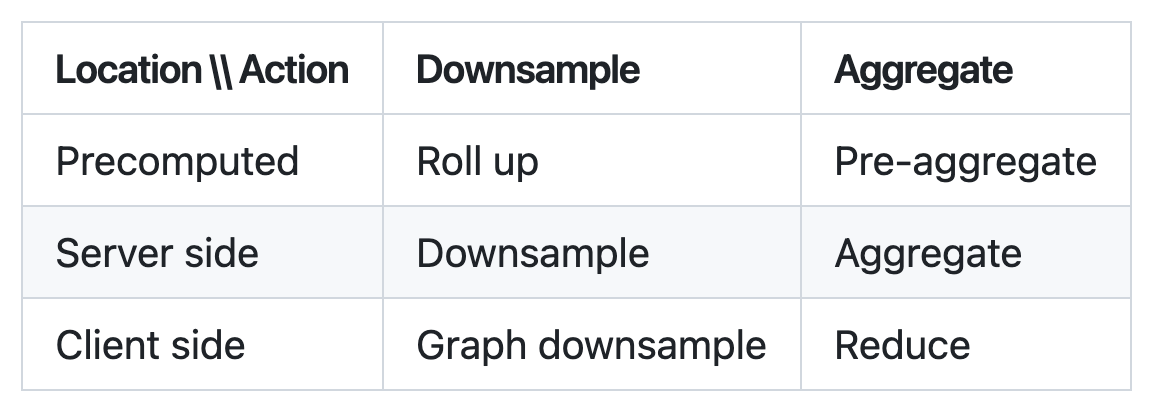 Location \\ Action Downsample Aggregate
Precomputed Roll up Pre-aggregate
Server side Downsample Aggregate
Client side Graph downsample Reduce